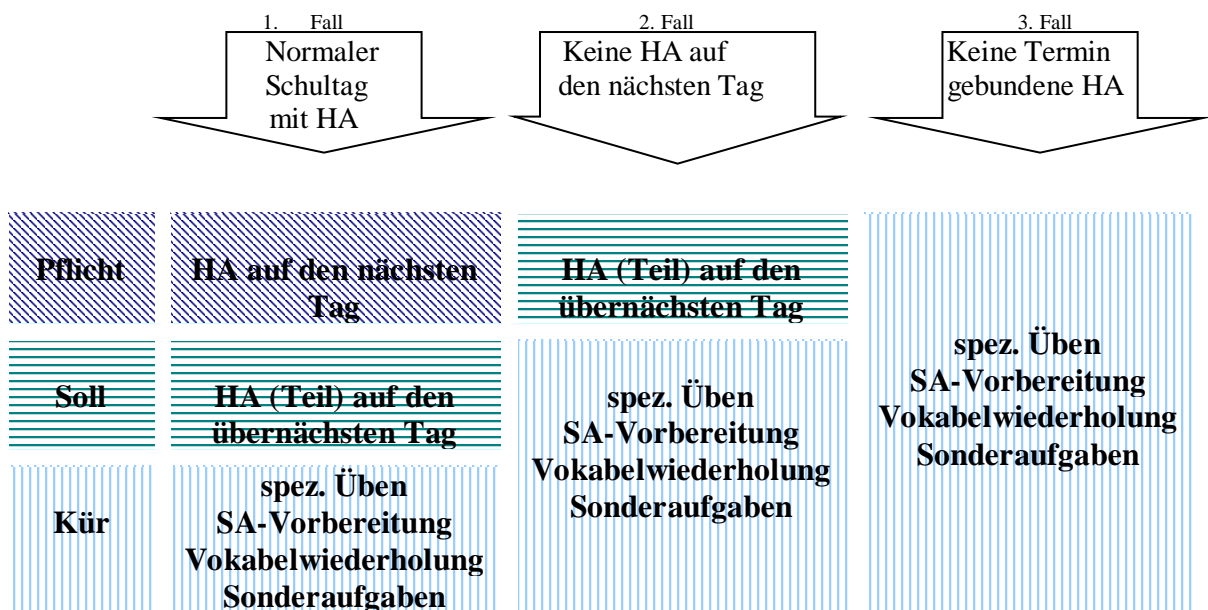 1. Fall
Normaler
Schultag
mit HA
2. Fall
Keine HA auf
den nächsten Tag
3. Fall
Keine Termin
gebundene HA
Pflicht
HA auf den nächsten
Tag
HA (Teil) auf den
übernächsten Tag
spez. Üben
SA-Vorbereitung
Vokabelwiederholung
Sonderaufgaben
Soll
HA (Teil) auf den
übernächsten Tag
spez. Üben
SA-Vorbereitung
Vokabelwiederholung
Sonderaufgaben
Kür
spez. Üben
SA-Vorbereitung
Vokabelwiederholung
Sonderaufgaben